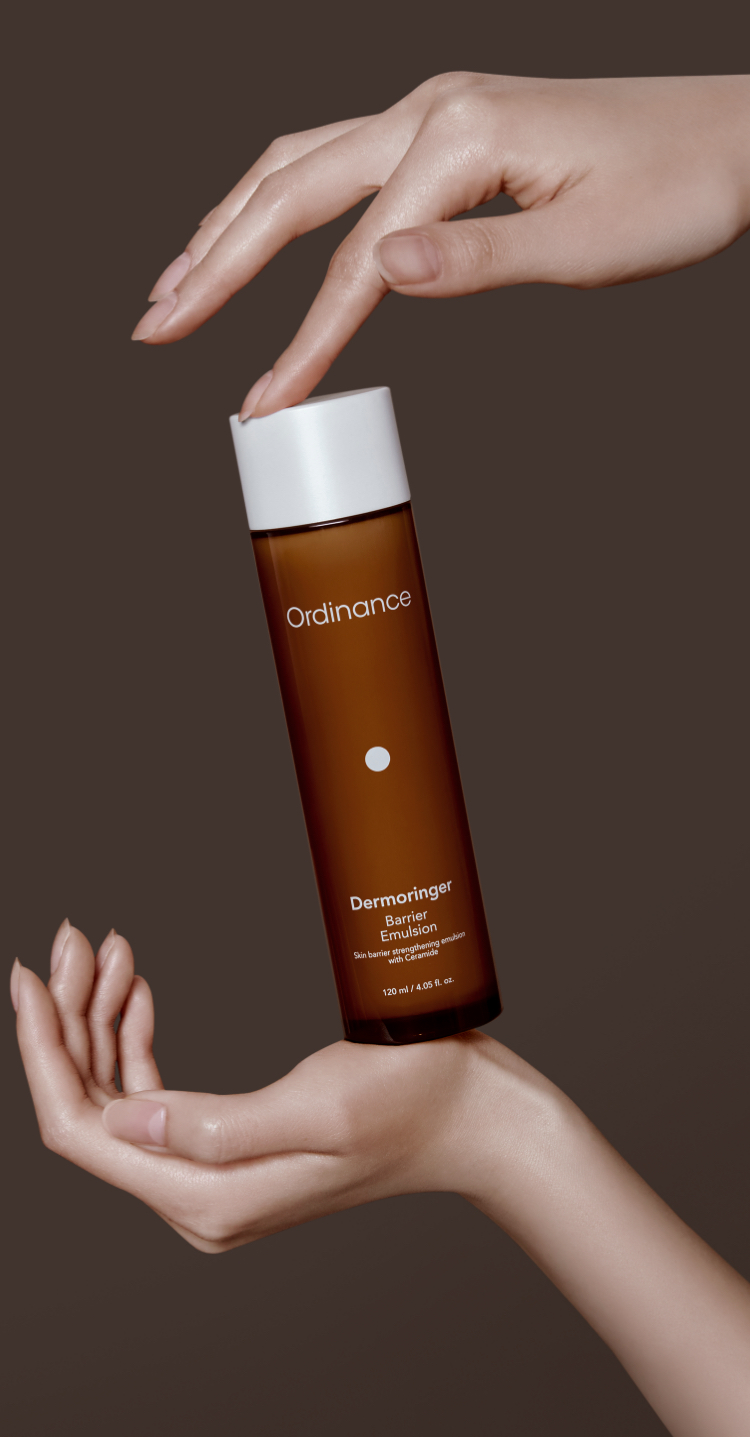 Ordinance
Dermoringer
Barrier
Emulsion
Skin barrier strengthening emulsion
with Ceramide
120 ml / 4.05 fl. oz.